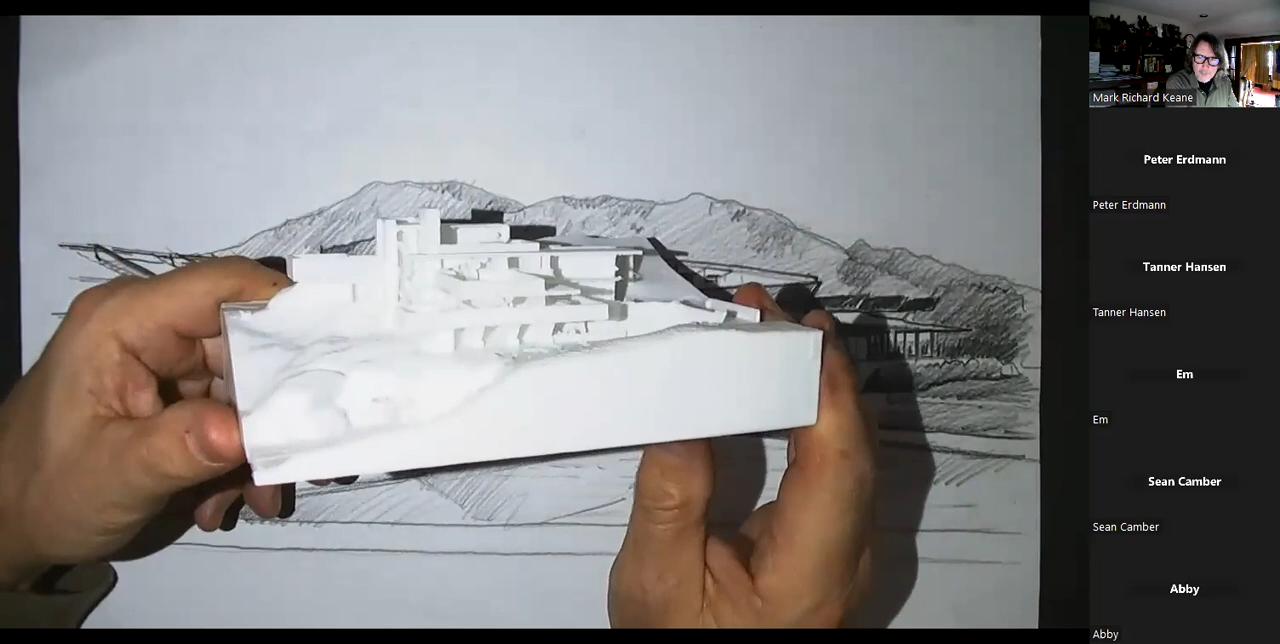 Mark Richard Keane
Peter Erdmann
Peter Erdmann
Tanner Hansen
Tanner Hansen
Em
Em
Sean Camber
Sean Camber
Abby
Abby